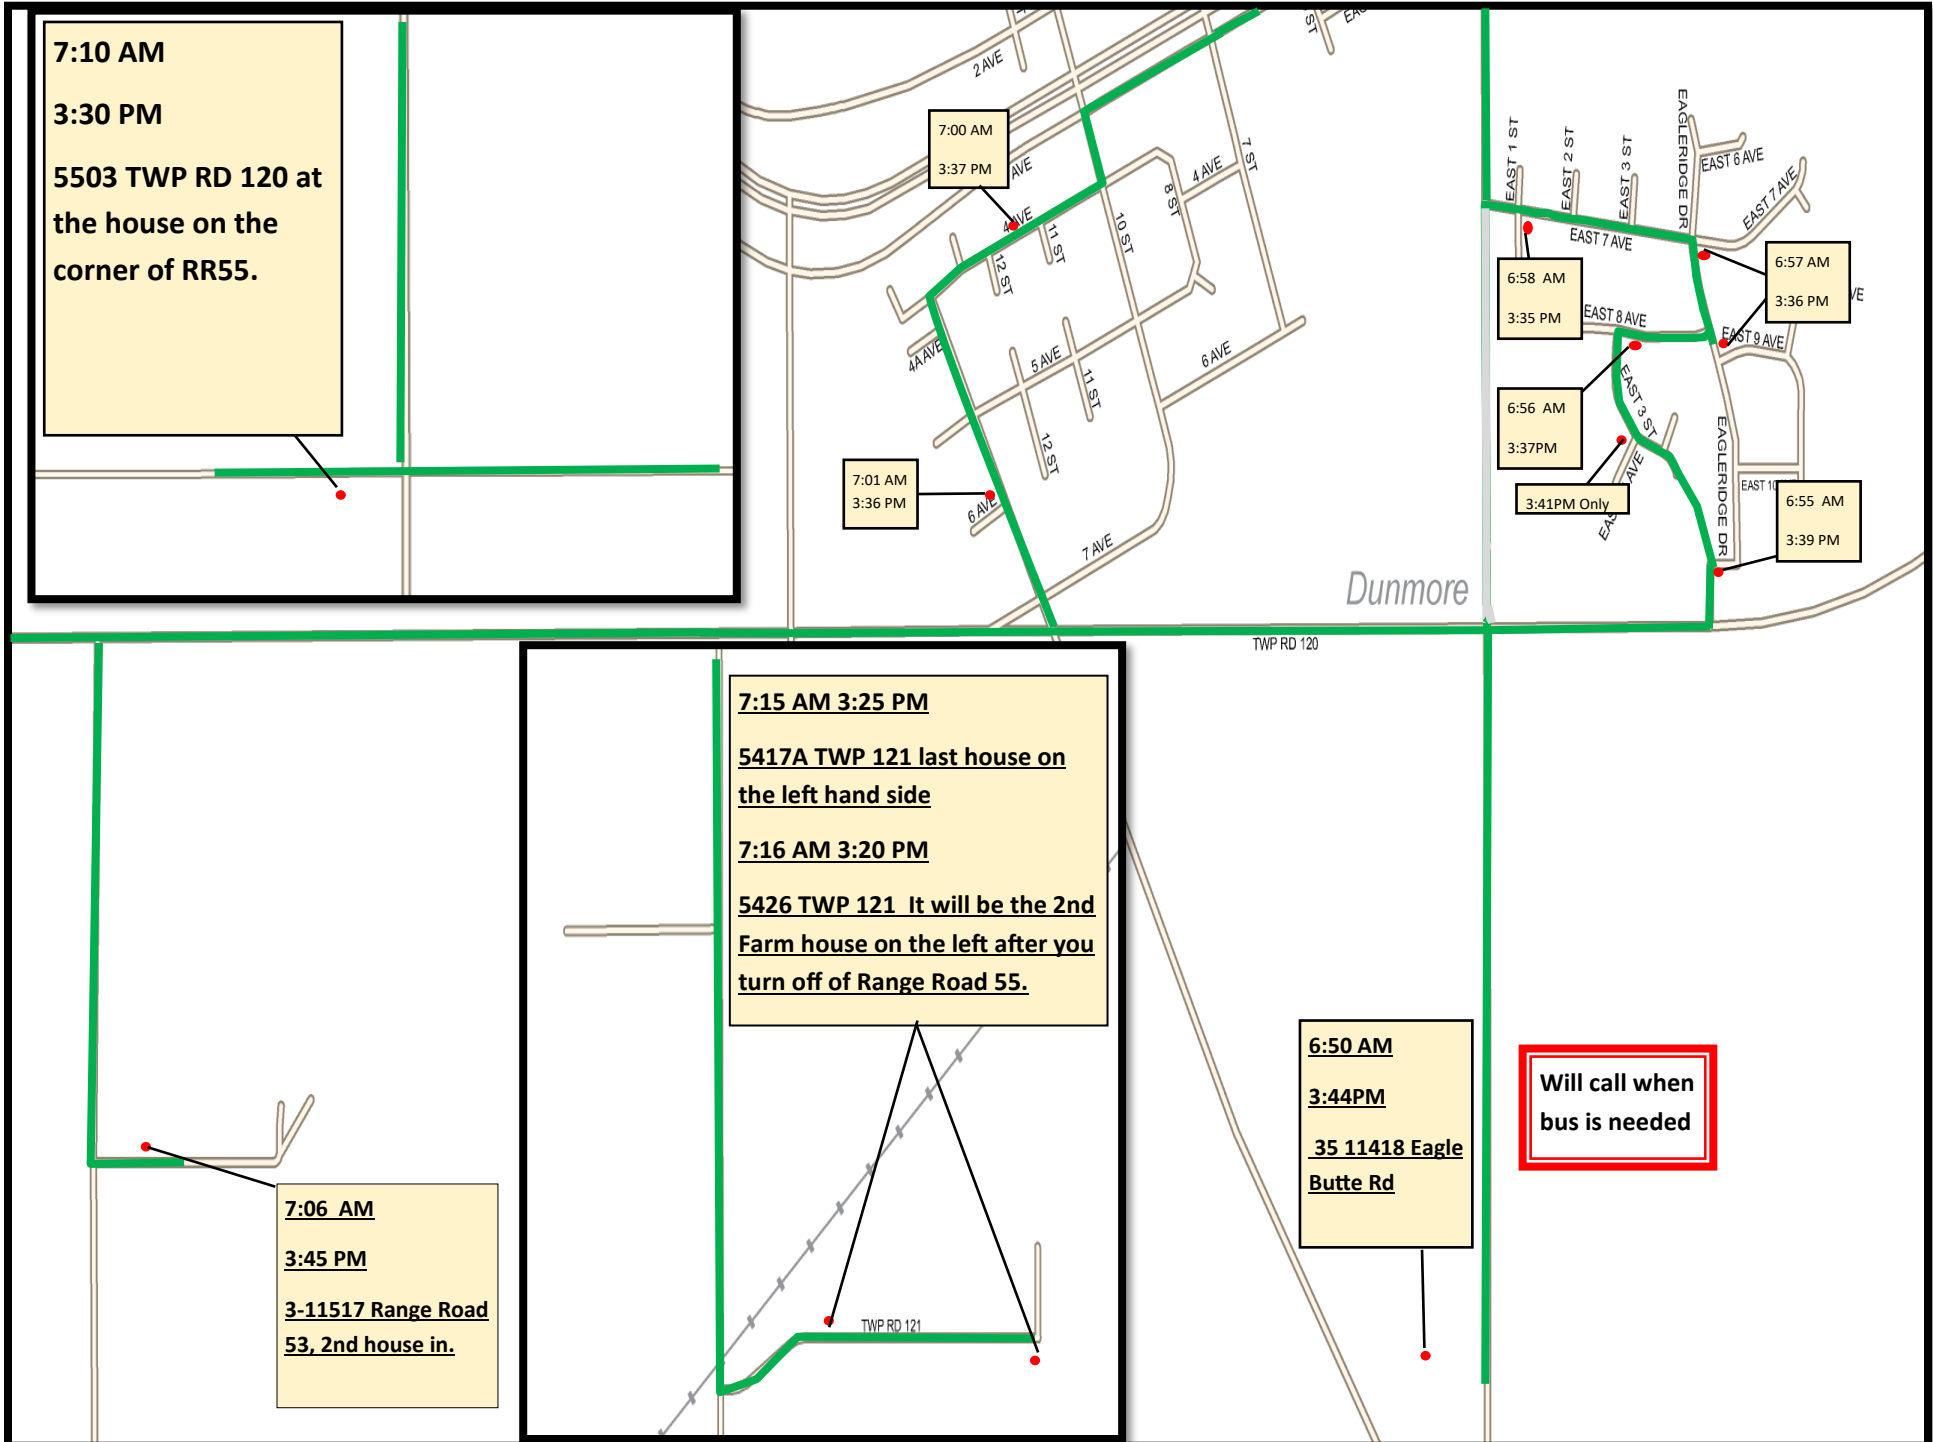 7:10 AM
3:30 PM
5503 TWP RD 120 at
the house on the
corner of RR55.
2 AVE
7:00 AM
3:37 PM
AVE
4 AVE
11 ST
12 ST
10 ST
8 ST
4 AVE
7 ST
4A AVE
5 AVE
11 ST
12 ST
6 AVE
7:01 AM
3:36 PM
6 AVE
7 AVE
EAST 1 ST
EAST 2 ST
EAST 3 ST
EAGLERIDGE DR
EAST 6 AVE
EAST 7 AVE
EAST 7 AVE
6:58 AM
3:35 PM
6:57 AM
3:36 PM
EAST 8 AVE
EAST 9 AVE
VE
6:56 AM
3:37PM
EAST 3 ST
3:41PM Only
AVE
EAGLERIDGE DR
EAST 10
6:55 AM
3:39 PM
Dunmore
TWP RD 120
7:15 AM 3:25 PM
5417A TWP 121 last house on
the left hand side
7:16 AM 3:20 PM
5426 TWP 121 It will be the 2nd
Farm house on the left after you
turn off of Range Road 55.
TWP RD 121
6:50 AM
3:44PM
35 11418 Eagle
Butte Rd
Will call when
bus is needed
7:06 AM
3:45 PM
3-11517 Range Road
53, 2nd house in.